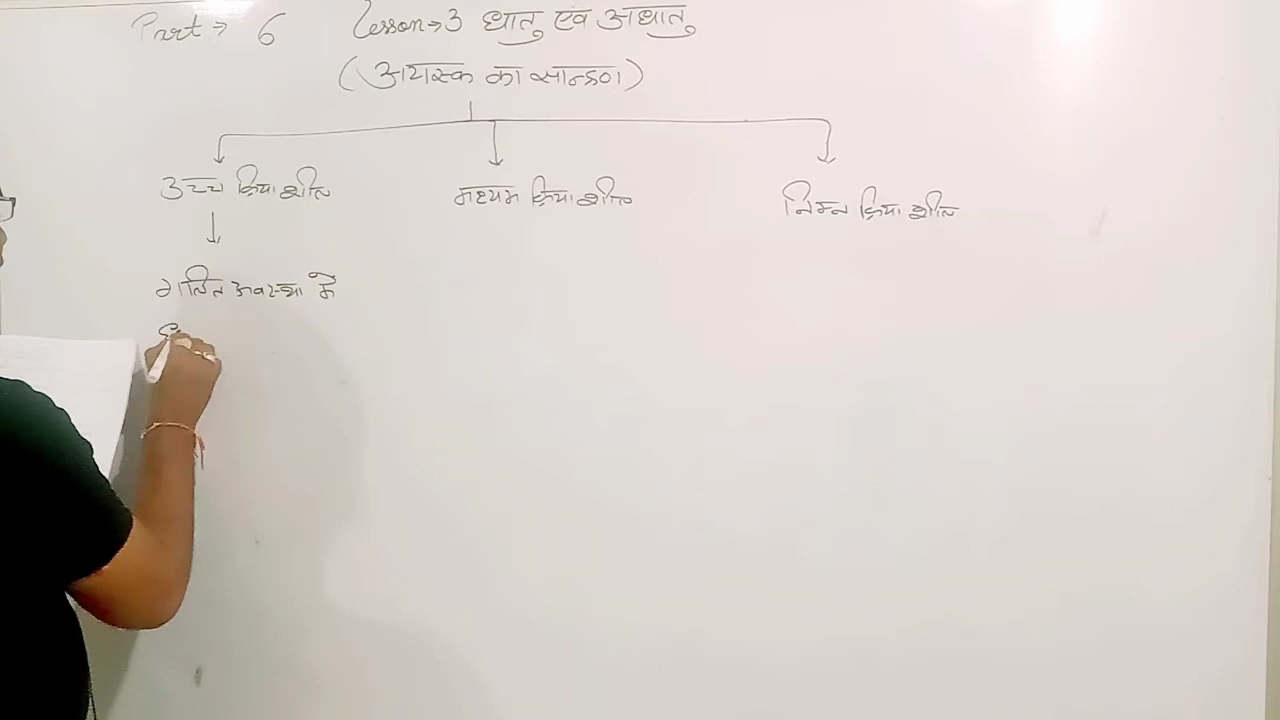 Part → 6 Lesson → 3 धातु एवं अधातु
(अयस्क का सान्द्रण)
उच्च क्रियाशील मध्यम क्रियाशील निम्न क्रियाशील
गलित अवस्था मे